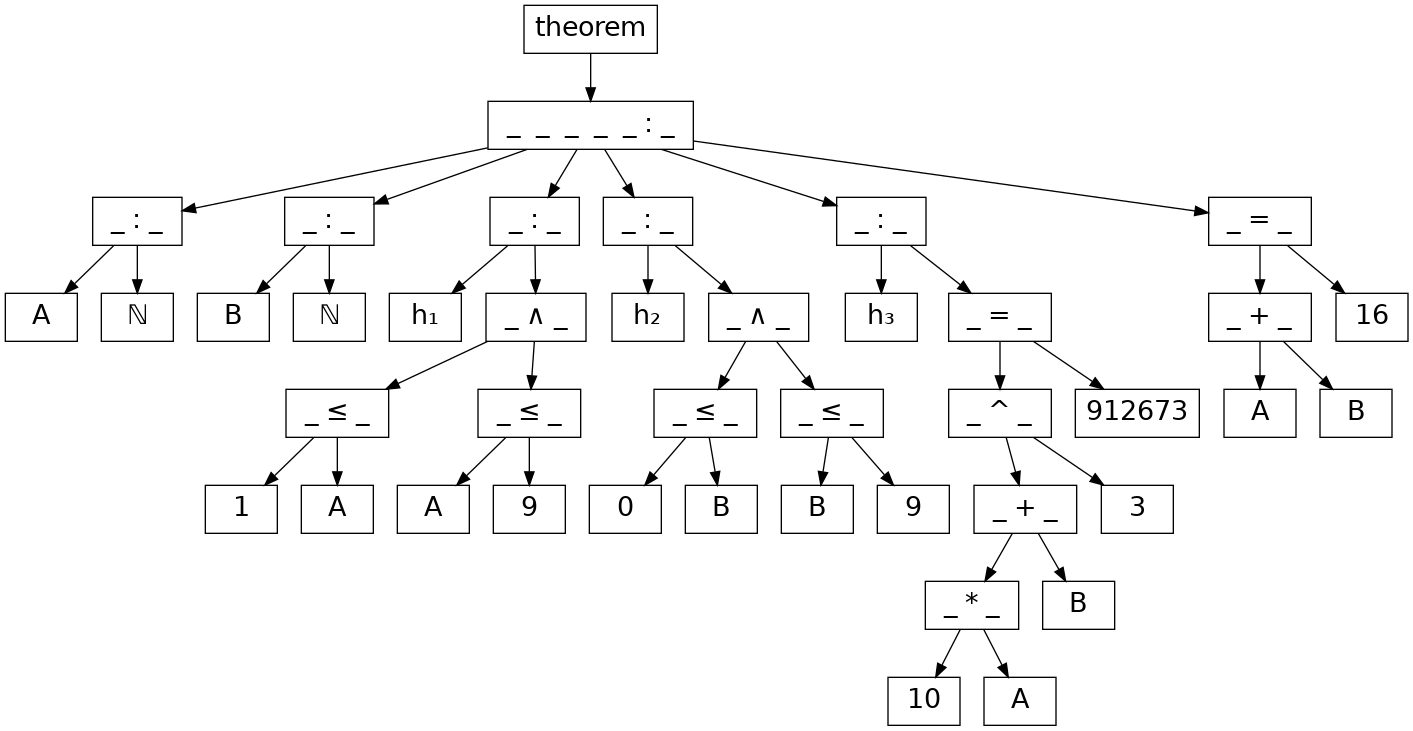 theorem
_ _ _ _ _ : _
_ : _ _ : _ _ : _ _ : _ _ : _ _ = _
A ℕ B ℕ h₁ _ ∧ _ h₂ _ ∧ _ h₃ _ = _ _ + _ 16
_ ≤ _ _ ≤ _ _ ≤ _ _ ≤ _ _ ^ _ 912673 A B
1 A A 9 0 B B 9 _ + _ 3
_ * _ B
10 A